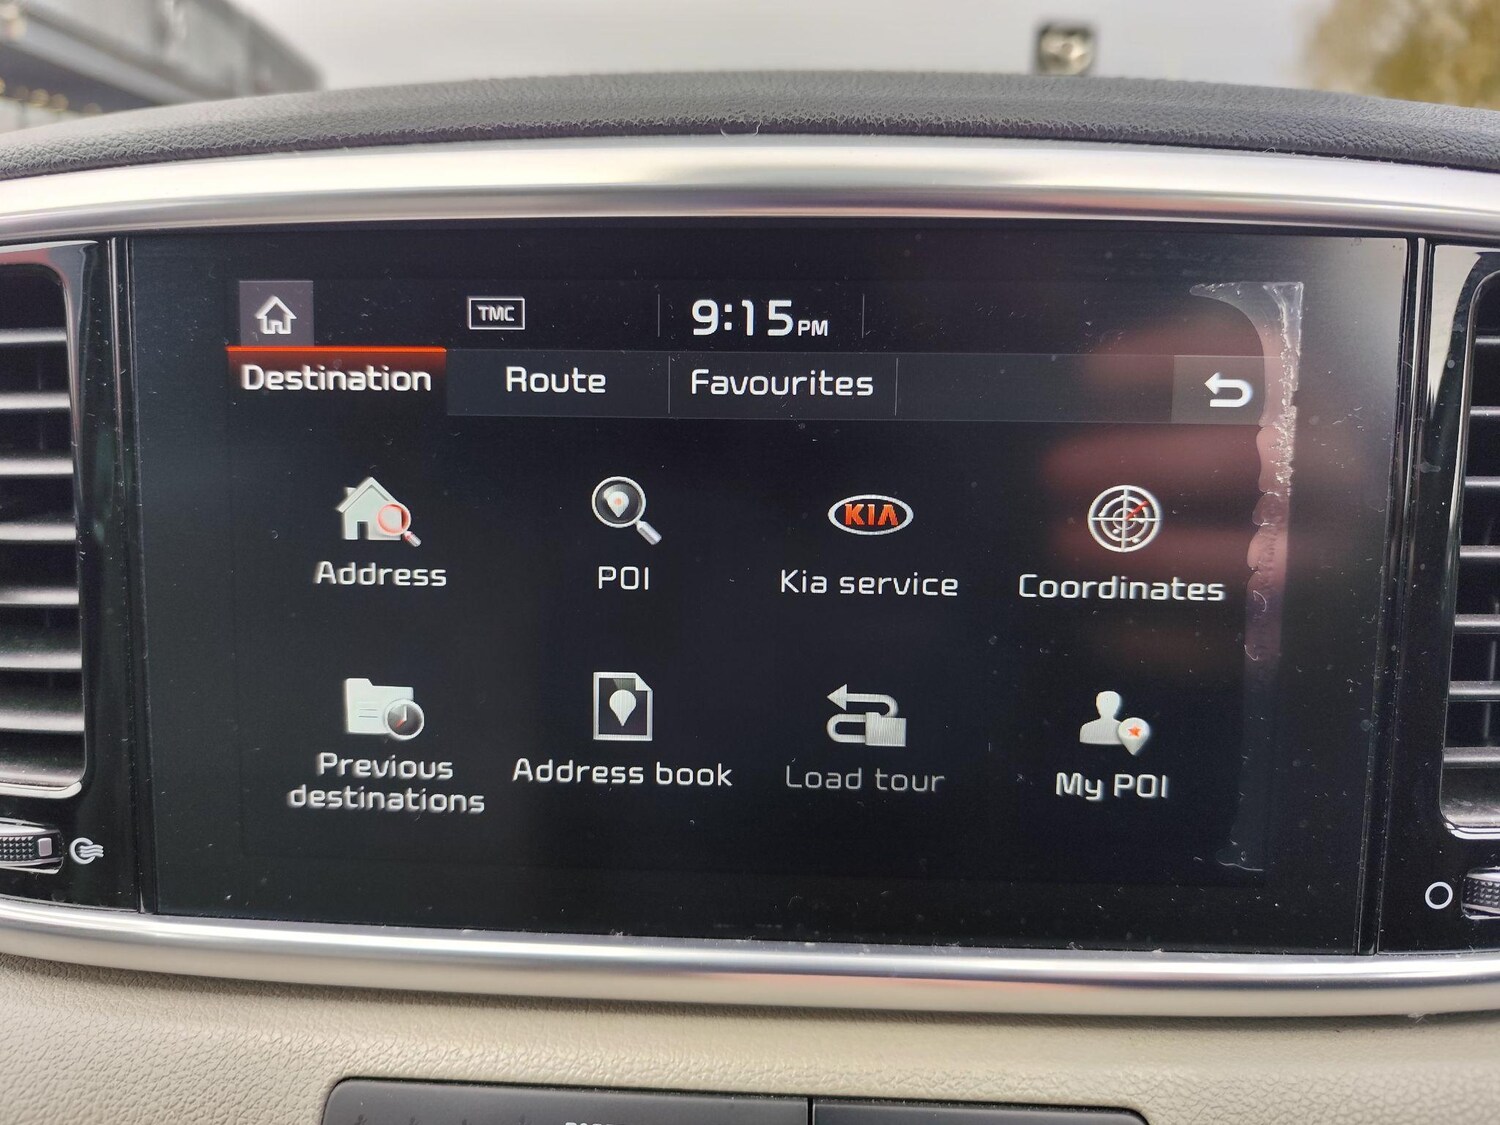 TMC
9:15PM
Destination
Route
Favourites
Address
POI
KIA
Kia service
Coordinates
Previous
destinations
Address book
Load tour
My POI